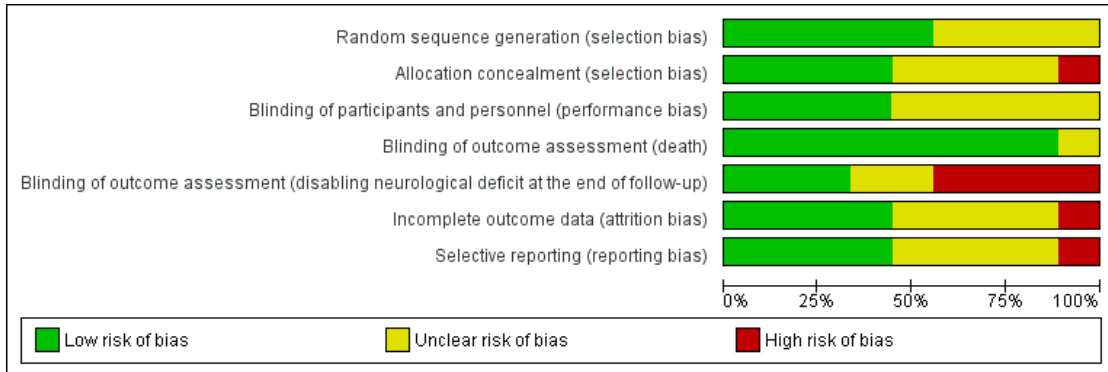 Random sequence generation (selection bias)
Allocation concealment (selection bias)
Blinding of participants and personnel (performance bias)
Blinding of outcome assessment (death)
Blinding of outcome assessment (disabling neurological deficit at the end of follow-up)
Incomplete outcome data (attrition bias)
Selective reporting (reporting bias)
0% 25% 50% 75% 100%
Low risk of bias Unclear risk of bias High risk of bias